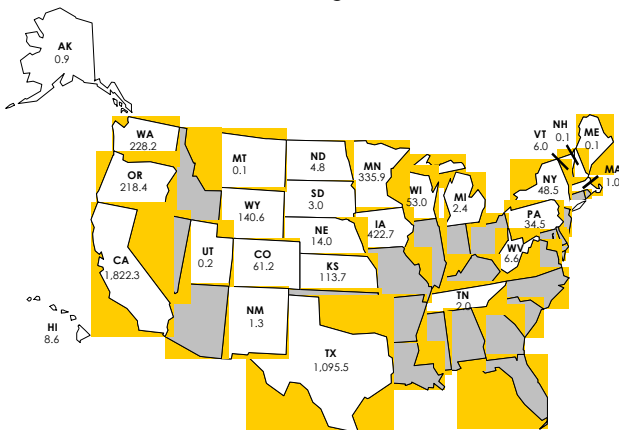 AK
0.9
WA
228.2
OR
218.4
CA
1,822.3
HI
8.6
MT
0.1
WY
140.6
UT
0.2
CO
61.2
NM
1.3
ND
4.8
SD
3.0
NE
14.0
KS
113.7
TX
1,095.5
MN
335.9
IA
422.7
WI
53.0
MI
2.4
TN
2.0
WV
6.6
PA
34.5
NY
48.5
VT
6.0
NH
0.1
ME
0.1
MA
1.0